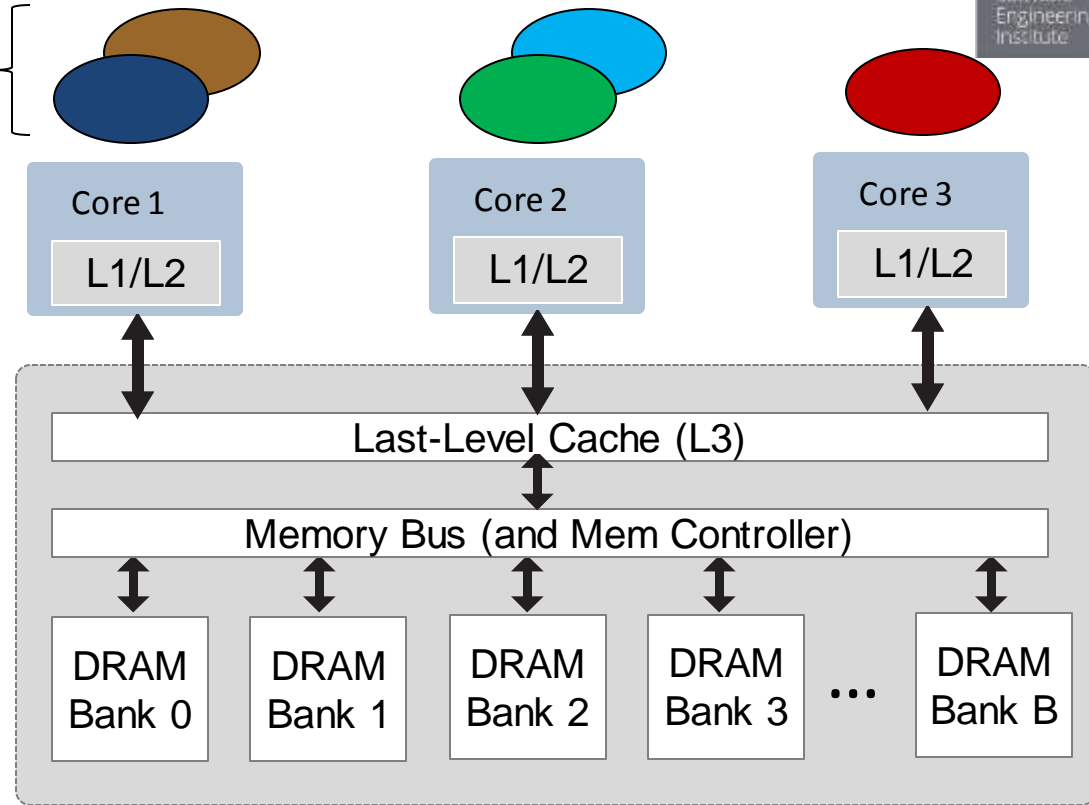 Engineering
Institute
Core 1
Core 2
Core 3
L1/L2
L1/L2
L1/L2
Last-Level Cache (L3)
Memory Bus (and Mem Controller)
DRAM
Bank 0
DRAM
Bank 1
DRAM
Bank 2
DRAM
Bank 3
...
DRAM
Bank B